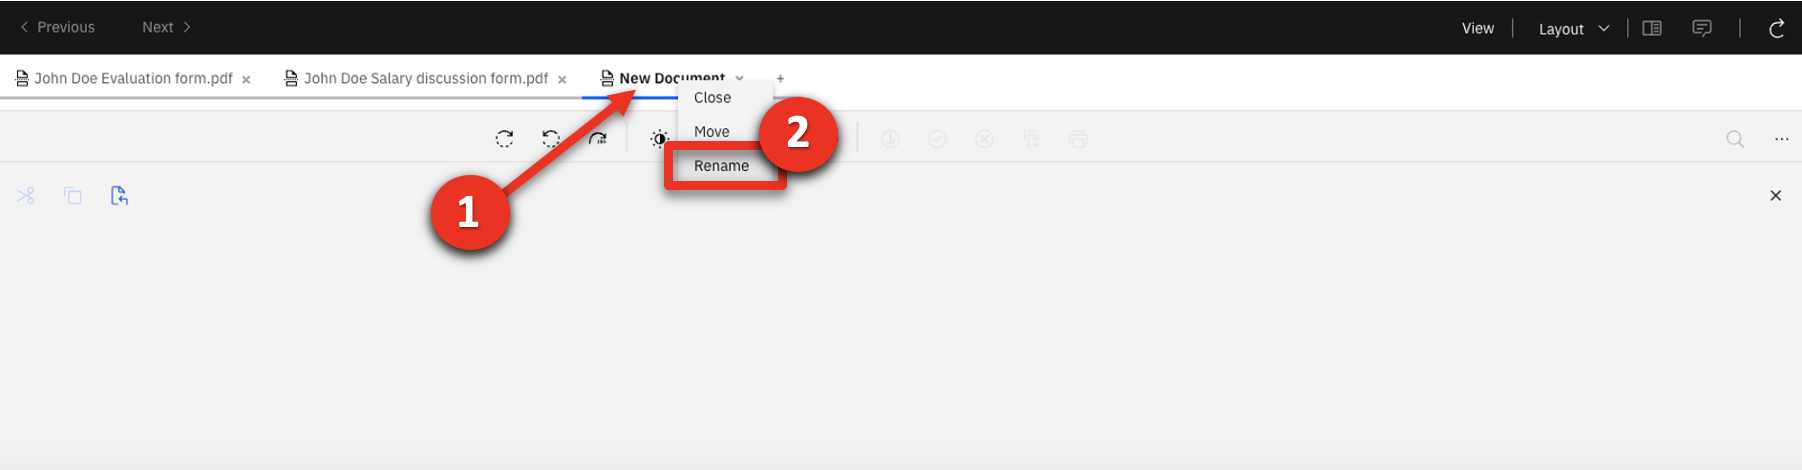 Previous Next View Layout
John Doe Evaluation form.pdf John Doe Salary discussion form.pdf New Document +
Close
Move
2
Rename
1